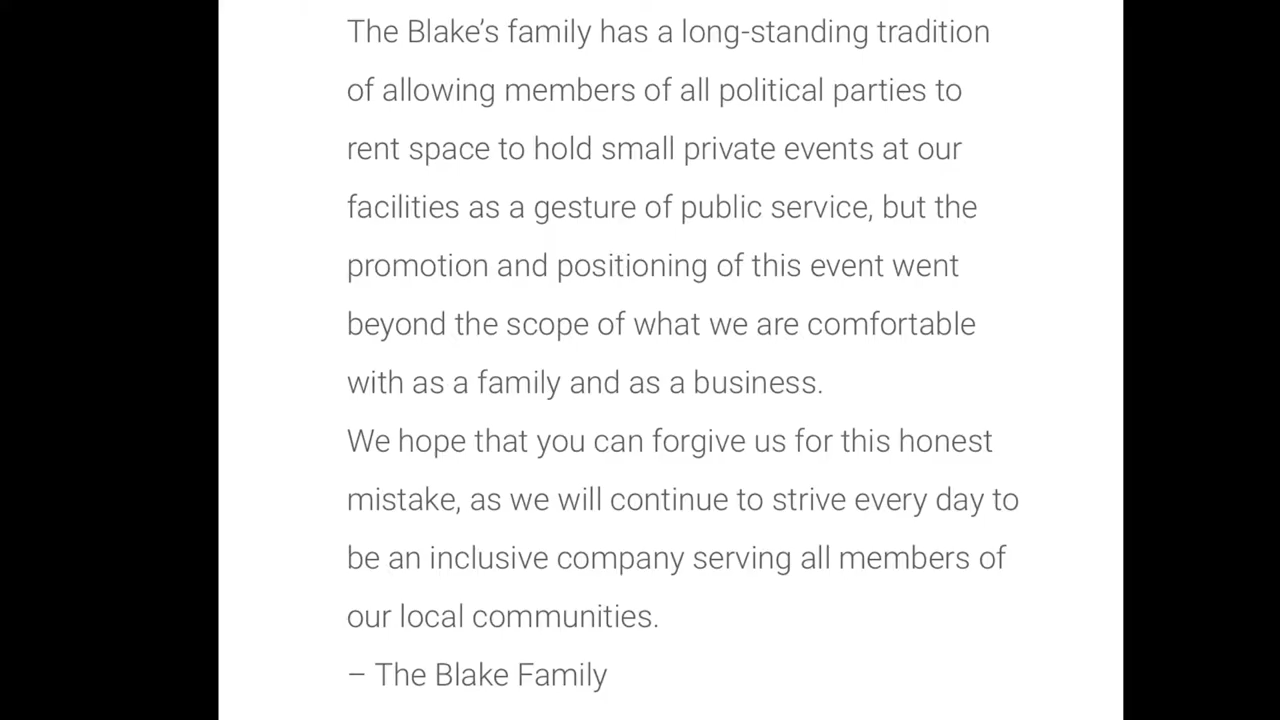 The Blake’s family has a long-standing tradition
of allowing members of all political parties to
rent space to hold small private events at our
facilities as a gesture of public service, but the
promotion and positioning of this event went
beyond the scope of what we are comfortable
with as a family and as a business.
We hope that you can forgive us for this honest
mistake, as we will continue to strive every day to
be an inclusive company serving all members of
our local communities.
– The Blake Family